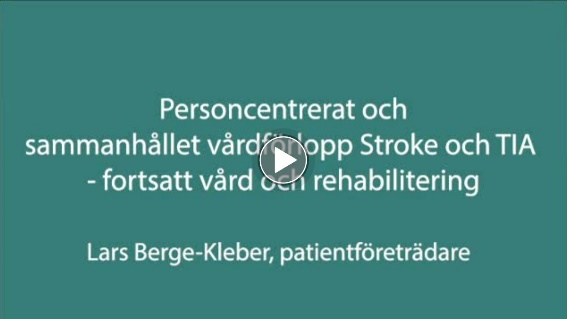 Personcentrerat och
sammanhållet vårdförlopp Stroke och TIA
- fortsatt vård och rehabilitering
Lars Berge-Kleber, patientföreträdare